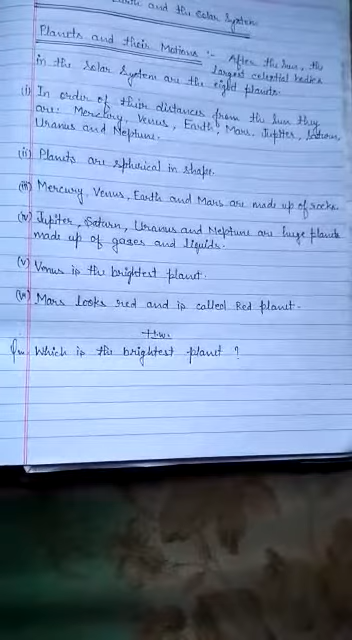 Earth and the Solar System
Planets and their Motions :- After the Sun, the
largest celestial bodies
in the Solar System are the eight planets.
(i) In order of their distances from the Sun they
are: Mercury, Venus, Earth, Mars, Jupiter, Saturn,
Uranus and Neptune.
(ii) Planets are spherical in shape.
(iii) Mercury, Venus, Earth and Mars are made up of rocks.
(iv) Jupiter, Saturn, Uranus and Neptune are huge planets
made up of gases and liquids.
(v) Venus is the brightest planet.
(vi) Mars looks red and is called Red planet.
H.w.
Which is the brightest planet ?